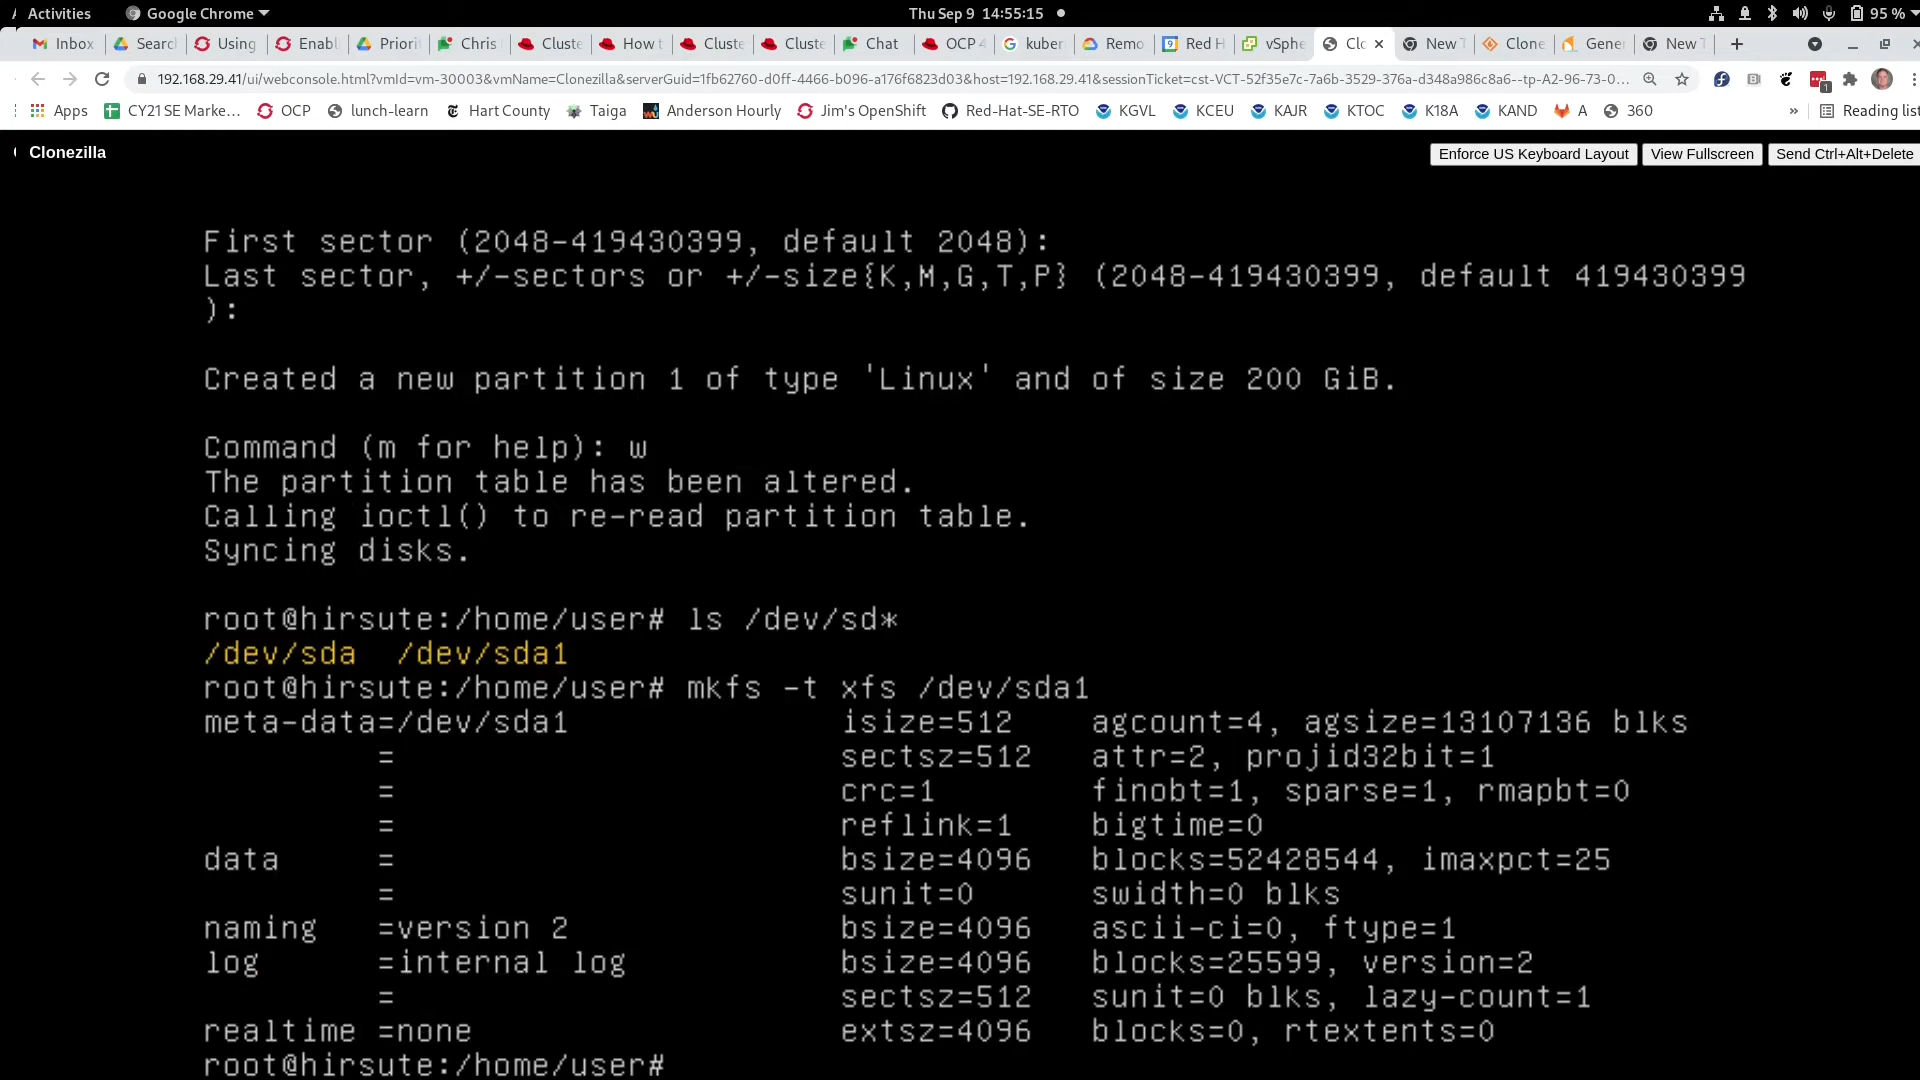 Activities Google Chrome Thu Sep 9 14:55:15 95 %
Inbox Search Using Enabl Priori Chris Cluste How t Cluste Cluste Chat OCP 4 kuber Remo Red H vSphe Clo New T Clone Gener New T
192.168.29.41/ui/webconsole.html?vmId=vm-30003&vmName=Clonezilla&serverGuid=1fb62760-d0ff-4466-b096-a176f6823d03&host=192.168.29.41&sessionTicket=cst-VCT-52f35e7c-7a6b-3529-376a-d348a986c8a6--tp-A2-96-73-0... 1
Apps CY21 SE Marke... OCP lunch-learn Hart County Taiga Anderson Hourly Jim's OpenShift Red-Hat-SE-RTO KGVL KCEU KAJR KTOC K18A KAND A 360 » Reading list
Clonezilla Enforce US Keyboard Layout View Fullscreen Send Ctrl+Alt+Delete
First sector (2048-419430399, default 2048):
Last sector, +/-sectors or +/-size{K,M,G,T,P} (2048-419430399, default 419430399
):
Created a new partition 1 of type 'Linux' and of size 200 GiB.
Command (m for help): w
The partition table has been altered.
Calling ioctl() to re-read partition table.
Syncing disks.
root@hirsute:/home/user# ls /dev/sd*
/dev/sda /dev/sda1
root@hirsute:/home/user# mkfs -t xfs /dev/sda1
meta-data=/dev/sda1 isize=512 agcount=4, agsize=13107136 blks
= sectsz=512 attr=2, projid32bit=1
= crc=1 finobt=1, sparse=1, rmapbt=0
= reflink=1 bigtime=0
data = bsize=4096 blocks=52428544, imaxpct=25
= sunit=0 swidth=0 blks
naming =version 2 bsize=4096 ascii-ci=0, ftype=1
log =internal log bsize=4096 blocks=25599, version=2
= sectsz=512 sunit=0 blks, lazy-count=1
realtime =none extsz=4096 blocks=0, rtextents=0
root@hirsute:/home/user#